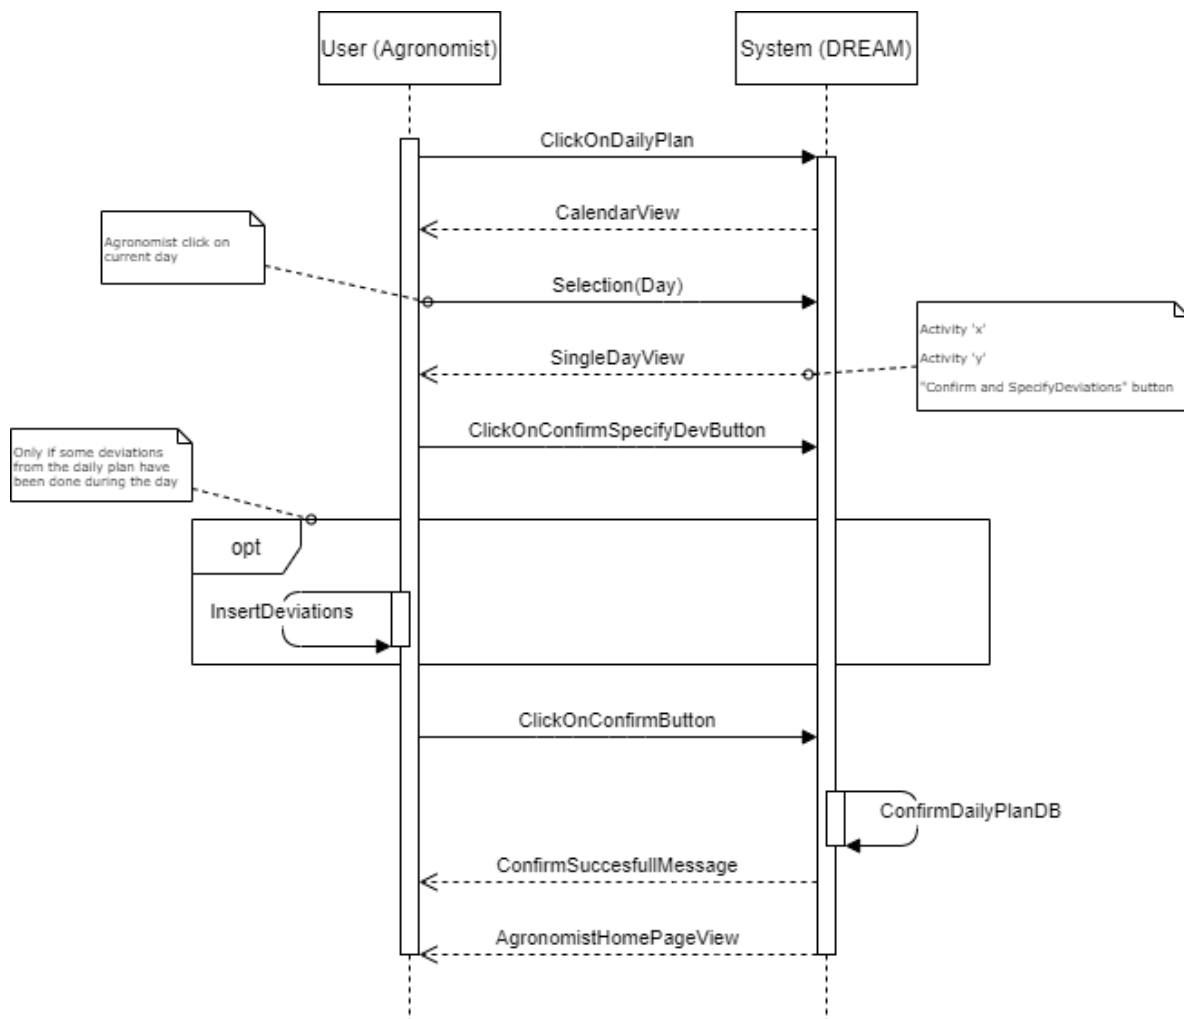 User (Agronomist)
System (DREAM)
ClickOnDailyPlan
CalendarView
Agronomist click on
current day
Selection(Day)
Activity 'x'
SingleDayView
Activity 'y'
"Confirm and SpecifyDeviations" button
ClickOnConfirmSpecifyDevButton
Only if some deviations
from the daily plan have
been done during the day
opt
InsertDeviations
ClickOnConfirmButton
ConfirmDailyPlanDB
ConfirmSuccesfullMessage
AgronomistHomePageView